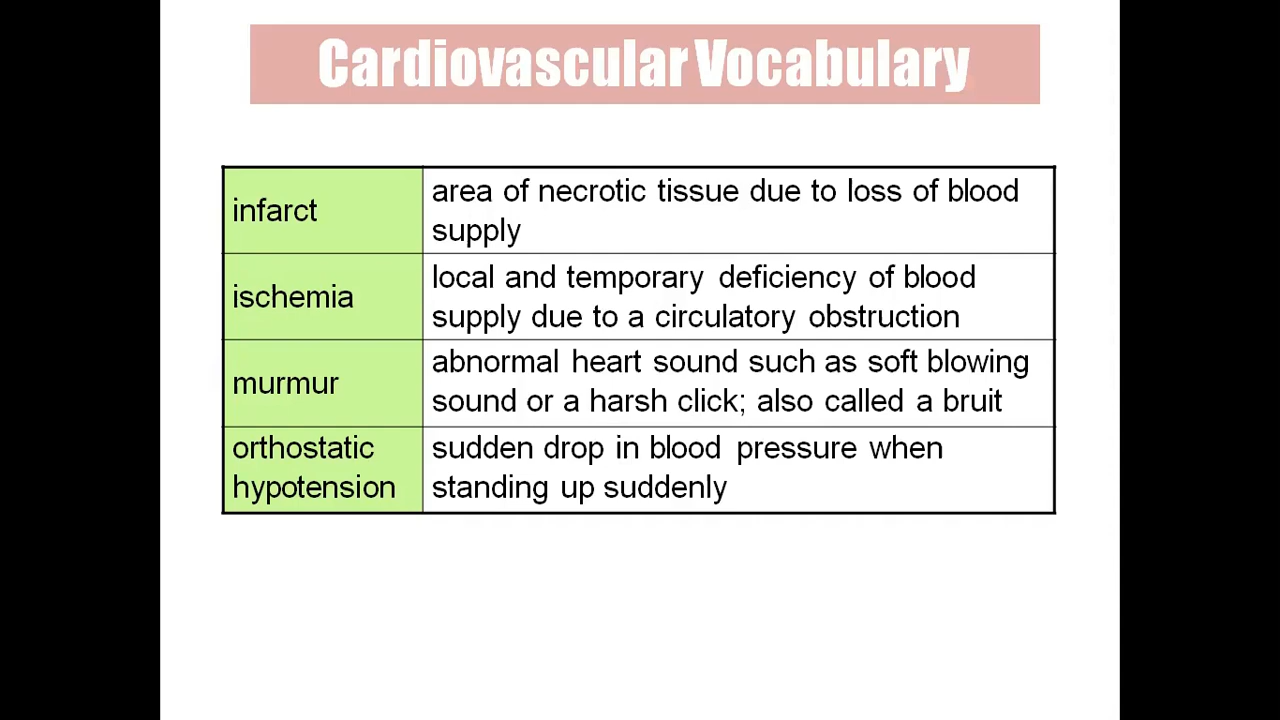 Cardiovascular Vocabulary
infarct
area of necrotic tissue due to loss of blood
supply
ischemia
local and temporary deficiency of blood
supply due to a circulatory obstruction
murmur
abnormal heart sound such as soft blowing
sound or a harsh click; also called a bruit
orthostatic
hypotension
sudden drop in blood pressure when
standing up suddenly